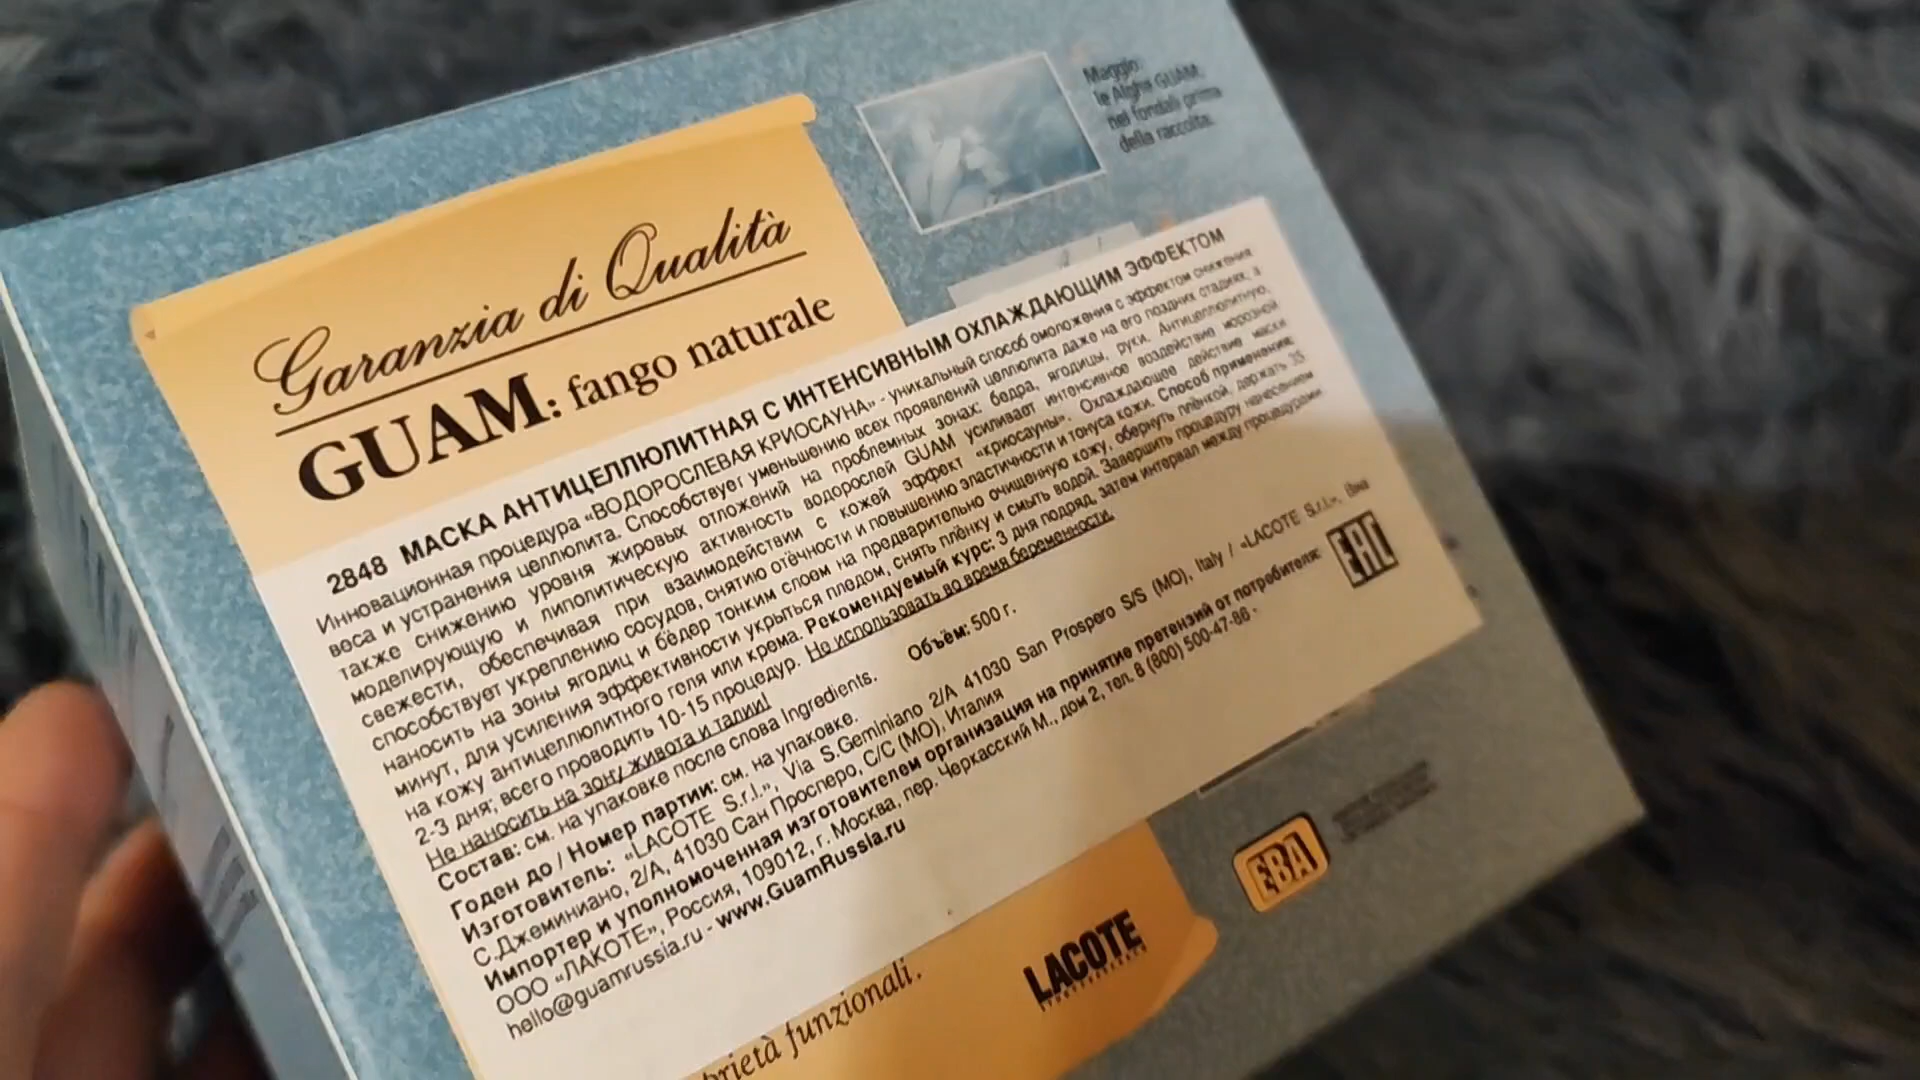 Maggio:
le Alghe GUAM
nei fondali prima
della raccolta.
Garanzia di Qualità
GUAM: fango naturale
2848 МАСКА АНТИЦЕЛЛЮЛИТНАЯ С ИНТЕНСИВНЫМ ОХЛАЖДАЮЩИМ ЭФФЕКТОМ
Инновационная процедура «ВОДОРОСЛЕВАЯ КРИОСАУНА» - уникальный способ омоложения с эффектом снижения
веса и устранения целлюлита. Способствует уменьшению всех проявлений целлюлита даже на его поздних стадиях, а
также снижению уровня жировых отложений на проблемных зонах: бедра, ягодицы, руки. Антицеллюлитную,
моделирующую и липолитическую активность водорослей GUAM усиливает интенсивное воздействие морозной
свежести, обеспечивая при взаимодействии с кожей эффект «криосауны». Охлаждающее действие маски
способствует укреплению сосудов, снятию отёчности и повышению эластичности и тонуса кожи. Способ применения:
наносить на зоны ягодиц и бёдер тонким слоем на предварительно очищенную кожу, обернуть плёнкой, держать 35
минут, для усиления эффективности укрыться пледом, снять плёнку и смыть водой. Завершить процедуру нанесением
на кожу антицеллюлитного геля или крема. Рекомендуемый курс: 3 дня подряд, затем интервал между процедурами
2-3 дня; всего проводить 10-15 процедур. Не использовать во время беременности.
Не наносить на зону живота и талии!
Состав: см. на упаковке после слова Ingredients. Объём: 500 г.
Годен до / Номер партии: см. на упаковке.
Изготовитель: «LACOTE S.r.l.», Via S.Geminiano 2/A 41030 San Prospero S/S (MO), Italy / «LACOTE S.r.l.», Виа
С.Джеминиано, 2/А, 41030 Сан Просперо, С/С (МО), Италия
Импортер и уполномоченная изготовителем организация на принятие претензий от потребителя:
ООО «ЛАКОТЕ», Россия, 109012, г. Москва, пер. Черкасский М., дом 2, тел. 8 (800) 500-47-86 -
hello@guamrussia.ru - www.GuamRussia.ru
EAC
EBA
prietà funzionali.
LACOTE